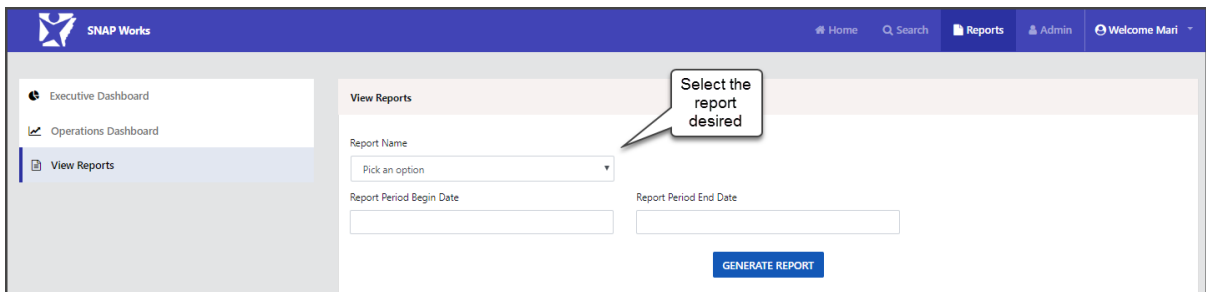 SNAP Works
Home
Search
Reports
Admin
Welcome Mari
Executive Dashboard
Operations Dashboard
View Reports
View Reports
Select the
report
desired
Report Name
Pick an option
Report Period Begin Date
Report Period End Date
GENERATE REPORT